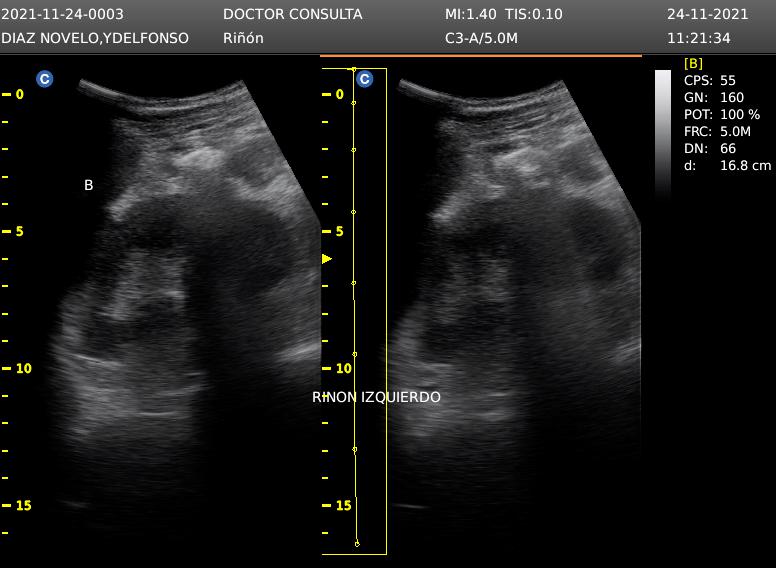 2021-11-24-0003 DOCTOR CONSULTA MI:1.40 TIS:0.10 24-11-2021
DIAZ NOVELO,YDELFONSO Riñón C3-A/5.0M 11:21:34
[B]
C C
CPS: 55
0 0
GN: 160
POT: 100 %
FRC: 5.0M
DN: 66
d: 16.8 cm
B
5 5
10 10
RINON IZQUIERDO
15 15